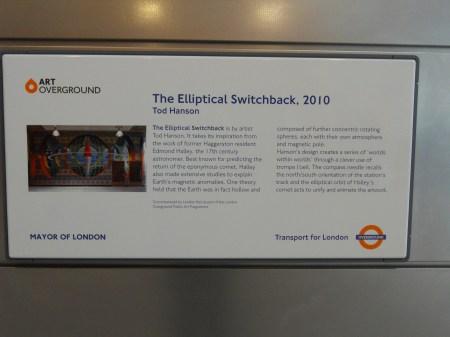 ART
OVERGROUND
The Elliptical Switchback, 2010
Tod Hanson
The Elliptical Switchback is by artist
Tod Hanson. It takes its inspiration from
the work of former Haggerston resident
Edmond Halley, the 17th century
astronomer. Best known for predicting the
return of the eponymous comet, Halley
also made extensive studies to explain
Earth's magnetic anomalies. One theory
held that the Earth was in fact hollow and
composed of further concentric rotating
spheres, each with their own atmosphere
and magnetic pole.
Hanson's design creates a series of 'worlds
within worlds' through a clever use of
trompe l'oeil. The compass needle recalls
the north/south orientation of the station's
track and the elliptical orbit of Halley's
comet acts to unify and animate the artwork.
Overground Public Art Programme
MAYOR OF LONDON
Transport for London
OVERGROUND